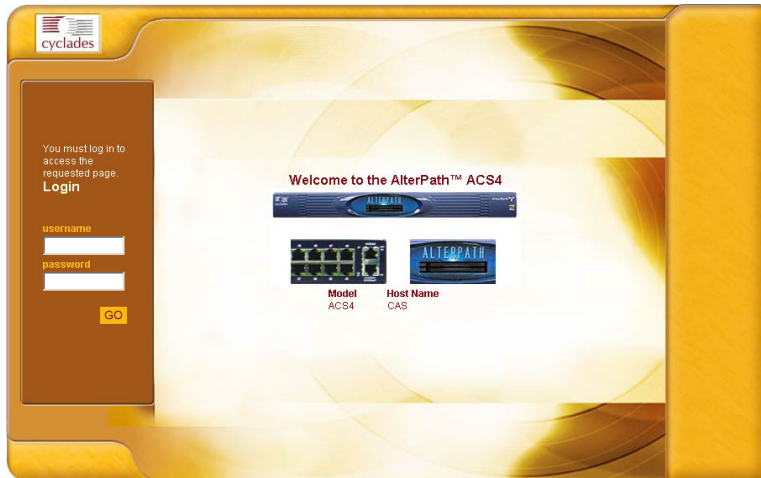 cyclades
You must log in to
access the
requested page.
Login
username
password
GO
Welcome to the AlterPath™ ACS4
ALTERPATH
ALTERPATH
Model Host Name
ACS4 CAS